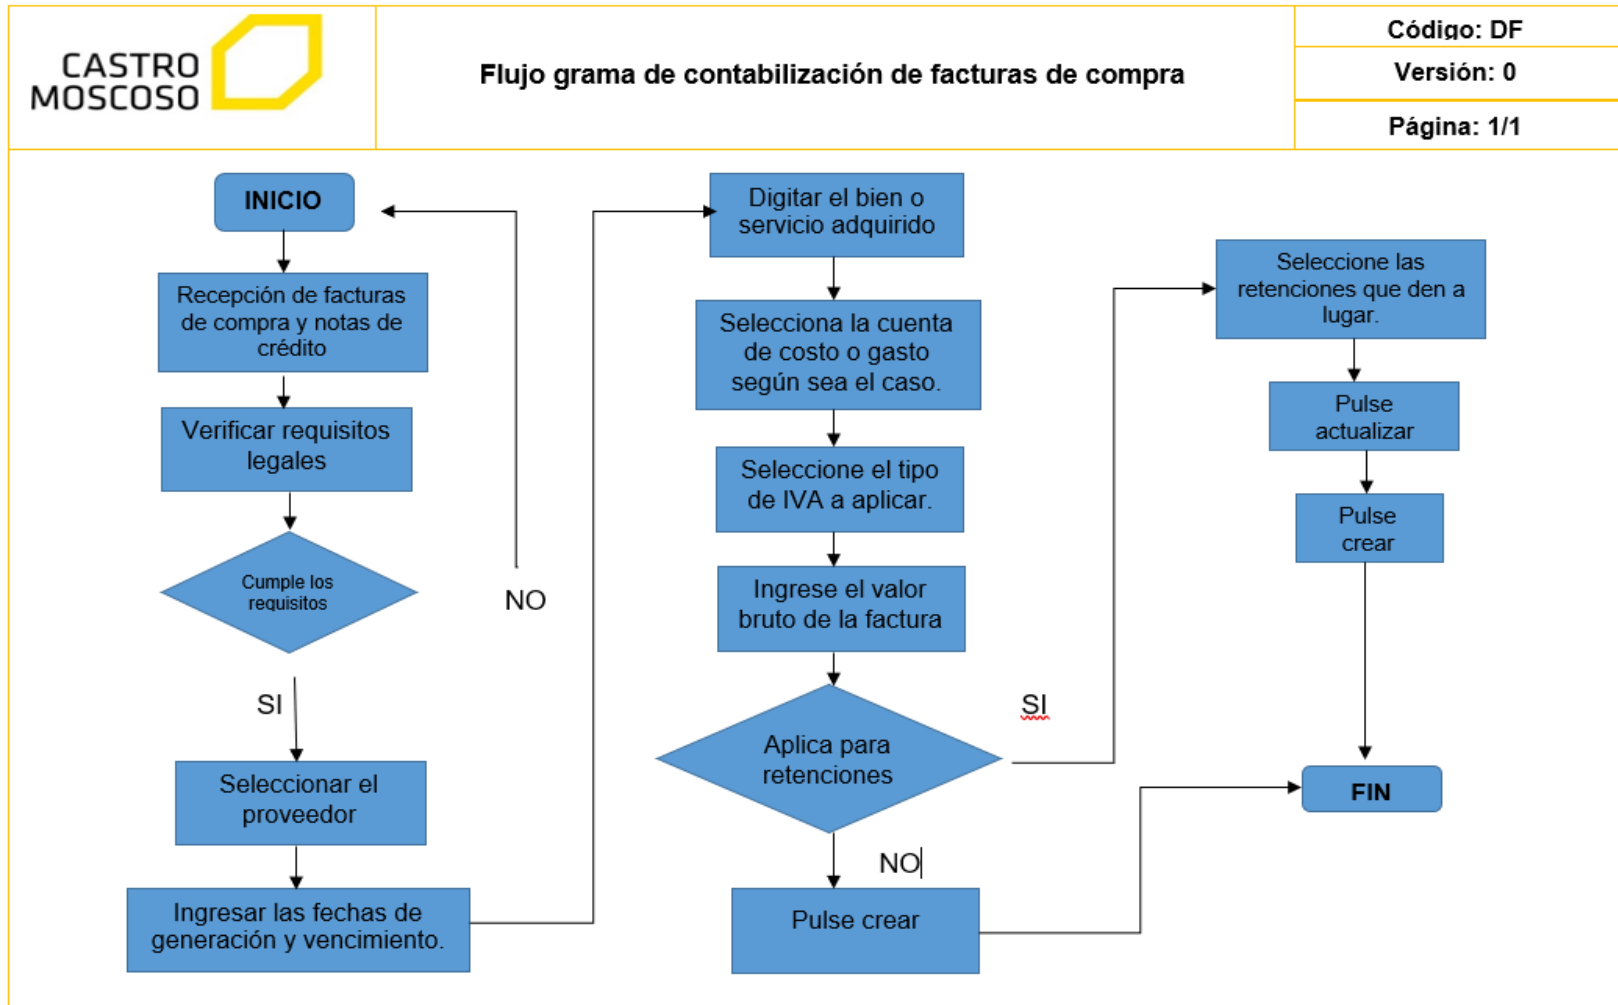 CASTRO
MOSCOSO
Flujo grama de contabilización de facturas de compra
Código: DF
Versión: 0
Página: 1/1
INICIO
Recepción de facturas
de compra y notas de
crédito
Verificar requisitos
legales
Cumple los
requisitos
NO
SI
Seleccionar el
proveedor
Ingresar las fechas de
generación y vencimiento.
Digitar el bien o
servicio adquirido
Selecciona la cuenta
de costo o gasto
según sea el caso.
Seleccione el tipo
de IVA a aplicar.
Ingrese el valor
bruto de la factura
Aplica para
retenciones
SI
NO
Pulse crear
Seleccione las
retenciones que den a
lugar.
Pulse
actualizar
Pulse
crear
FIN